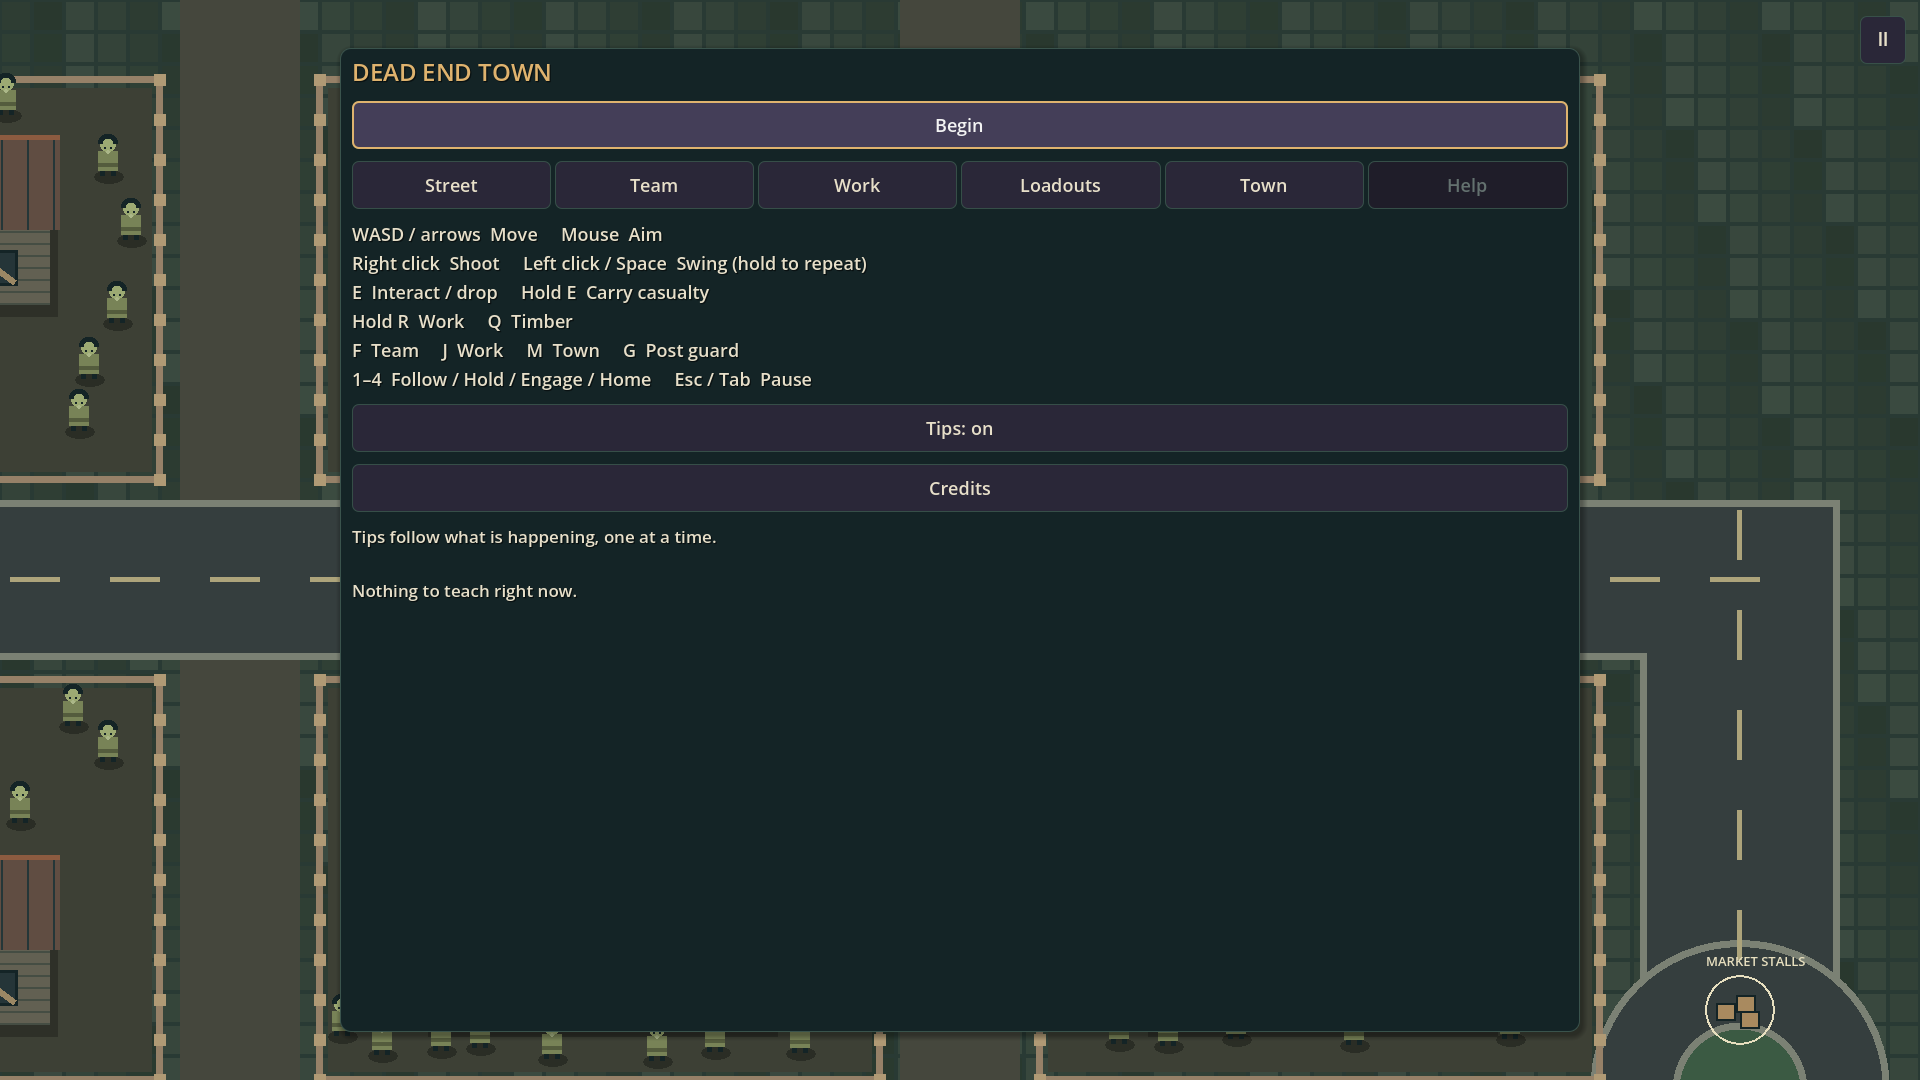 DEAD END TOWN
Begin
Street Team Work Loadouts Town Help
WASD / arrows Move Mouse Aim
Right click Shoot Left click / Space Swing (hold to repeat)
E Interact / drop Hold E Carry casualty
Hold R Work Q Timber
F Team J Work M Town G Post guard
1–4 Follow / Hold / Engage / Home Esc / Tab Pause
Tips: on
Credits
Tips follow what is happening, one at a time.
Nothing to teach right now.
MARKET STALLS